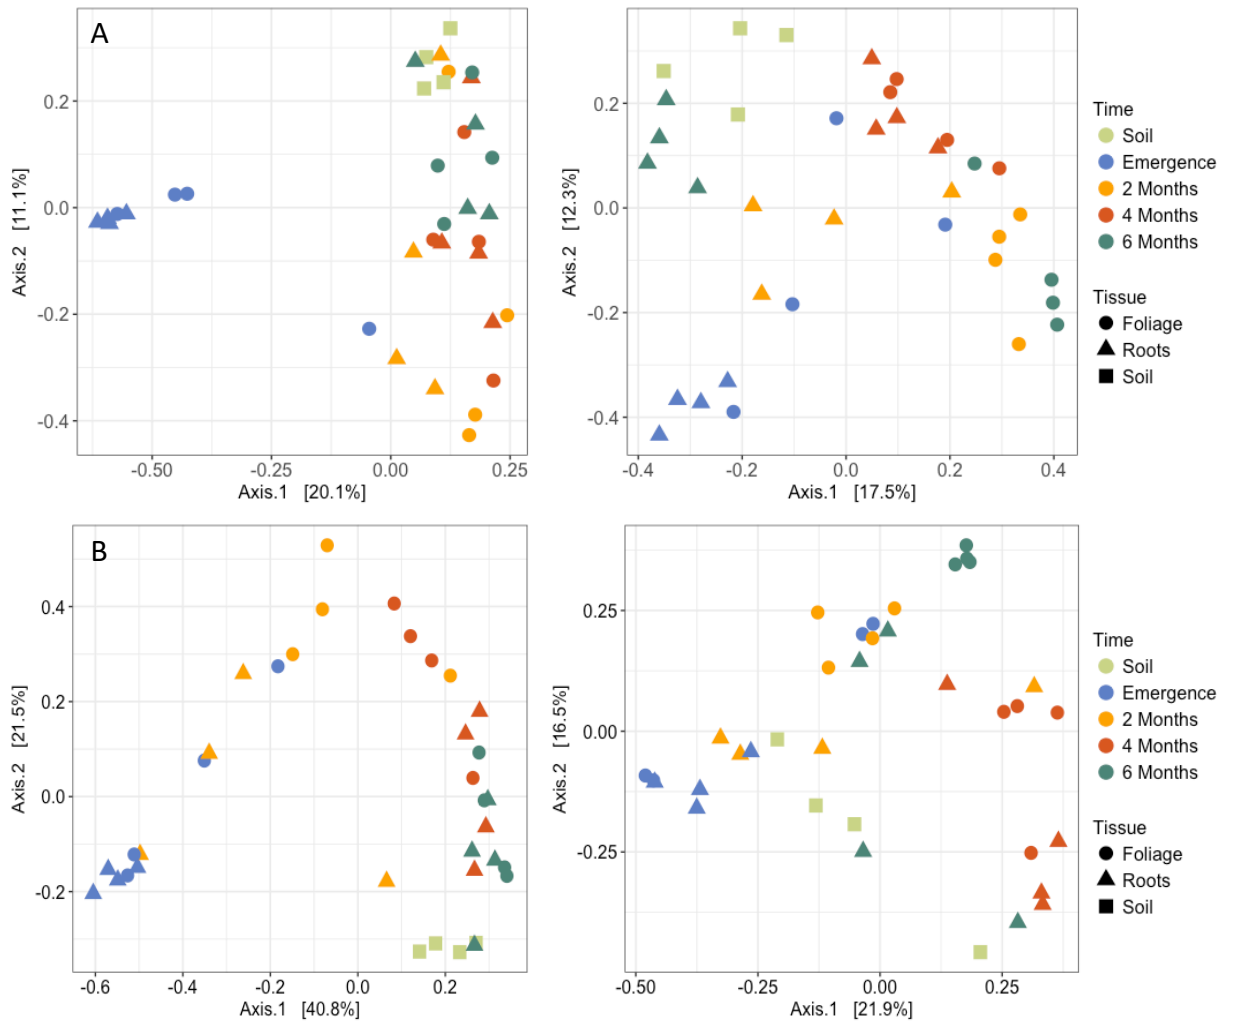 A
0.2
0.0
-0.2
-0.4
Axis.2 [11.1%]
-0.50
-0.25
0.00
0.25
Axis.1 [20.1%]
0.2
0.0
-0.2
-0.4
Axis.2 [12.3%]
-0.4
-0.2
0.0
0.2
0.4
Axis.1 [17.5%]
Time
Soil
Emergence
2 Months
4 Months
6 Months
Tissue
Foliage
Roots
Soil
B
0.4
0.2
0.0
-0.2
Axis.2 [21.5%]
-0.6
-0.4
-0.2
0.0
0.2
Axis.1 [40.8%]
0.25
0.00
-0.25
Axis.2 [16.5%]
-0.50
-0.25
0.00
0.25
Axis.1 [21.9%]
Time
Soil
Emergence
2 Months
4 Months
6 Months
Tissue
Foliage
Roots
Soil